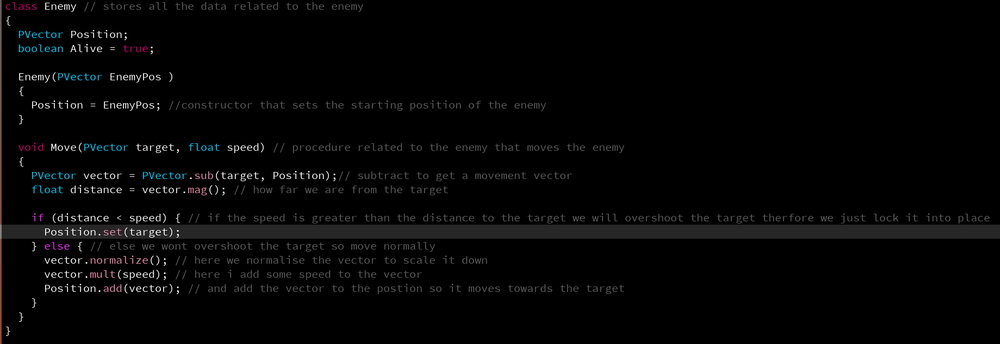 class Enemy // stores all the data related to the enemy
{
  PVector Position;
  boolean Alive = true;

  Enemy(PVector EnemyPos )
  {
    Position = EnemyPos; //constructor that sets the starting position of the enemy
  }

  void Move(PVector target, float speed) // procedure related to the enemy that moves the enemy
  {
    PVector vector = PVector.sub(target, Position);// subtract to get a movement vector
    float distance = vector.mag(); // how far we are from the target

    if (distance < speed) { // if the speed is greater than the distance to the target we will overshoot the target therfore we just lock it into place
      Position.set(target);
    } else { // else we wont overshoot the target so move normally
      vector.normalize(); // here we normalise the vector to scale it down
      vector.mult(speed); // here i add some speed to the vector
      Position.add(vector); // and add the vector to the postion so it moves towards the target
    }
  }
}